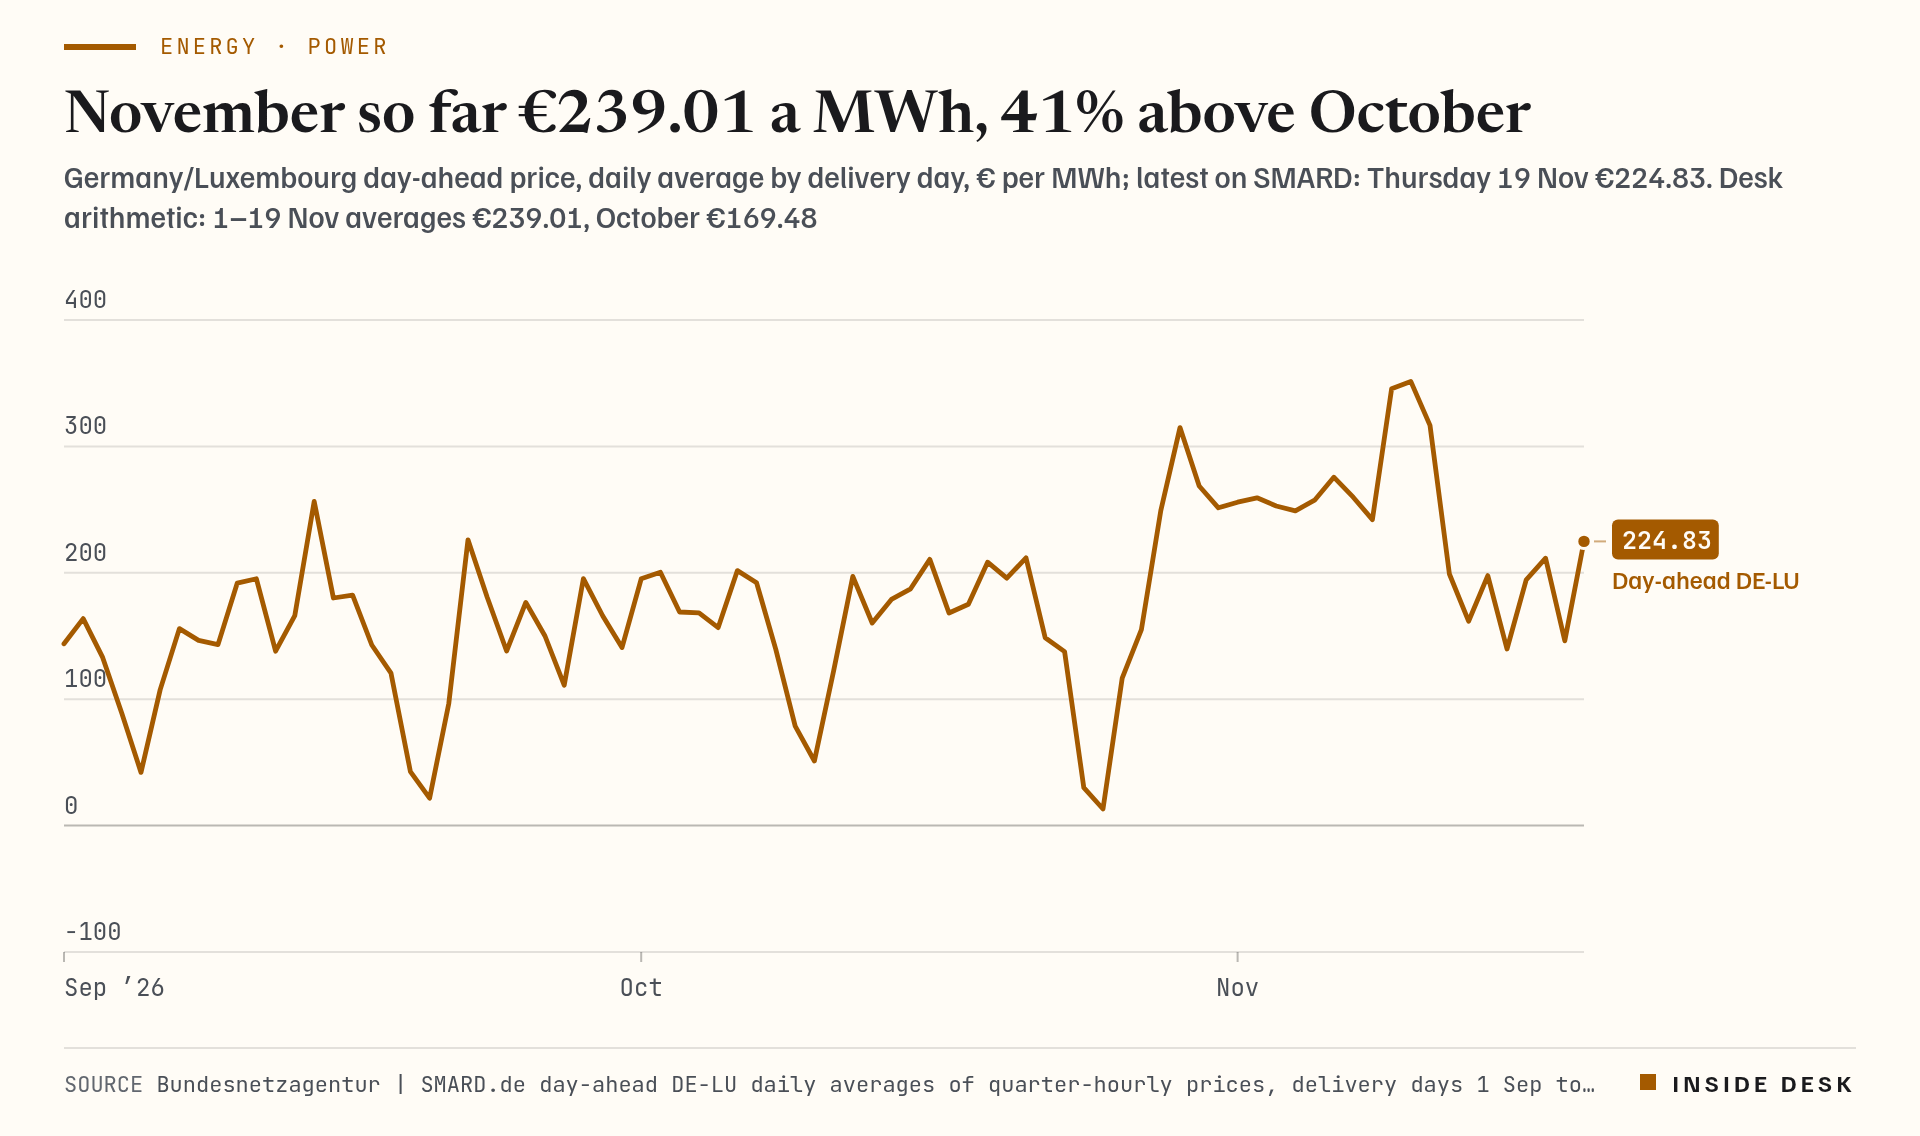 ENERGY · POWER
November so far €239.01 a MWh, 41% above October
Germany/Luxembourg day-ahead price, daily average by delivery day, € per MWh; latest on SMARD: Thursday 19 Nov €224.83. Desk
arithmetic: 1–19 Nov averages €239.01, October €169.48
400
300
200
100
0
-100
224.83
Day-ahead DE-LU
Sep ’26
Oct
Nov
SOURCE Bundesnetzagentur | SMARD.de day-ahead DE-LU daily averages of quarter-hourly prices, delivery days 1 Sep to…
INSIDE DESK